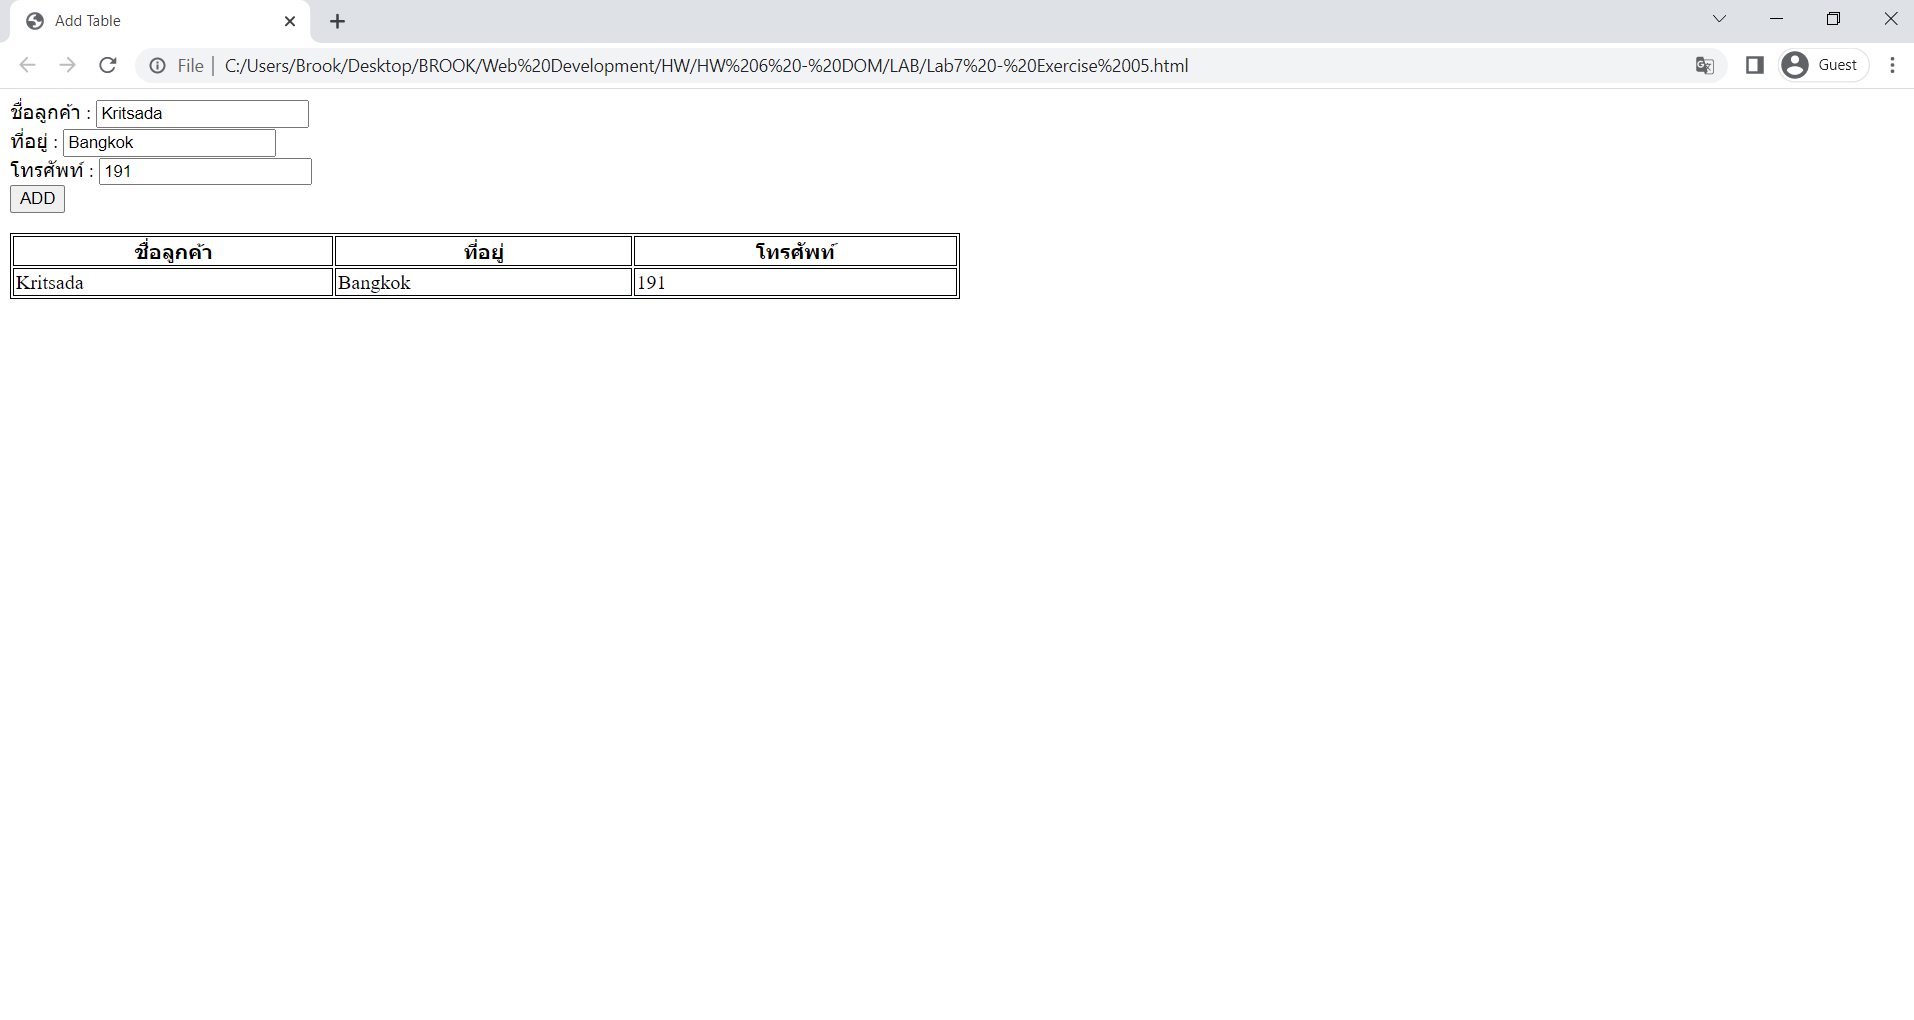 Add Table
File | C:/Users/Brook/Desktop/BROOK/Web%20Development/HW/HW%206%20-%20DOM/LAB/Lab7%20-%20Exercise%2005.html
Guest
ชื่อลูกค้า : Kritsada
ที่อยู่ : Bangkok
โทรศัพท์ : 191
ADD
ชื่อลูกค้า ที่อยู่ โทรศัพท์
Kritsada Bangkok 191